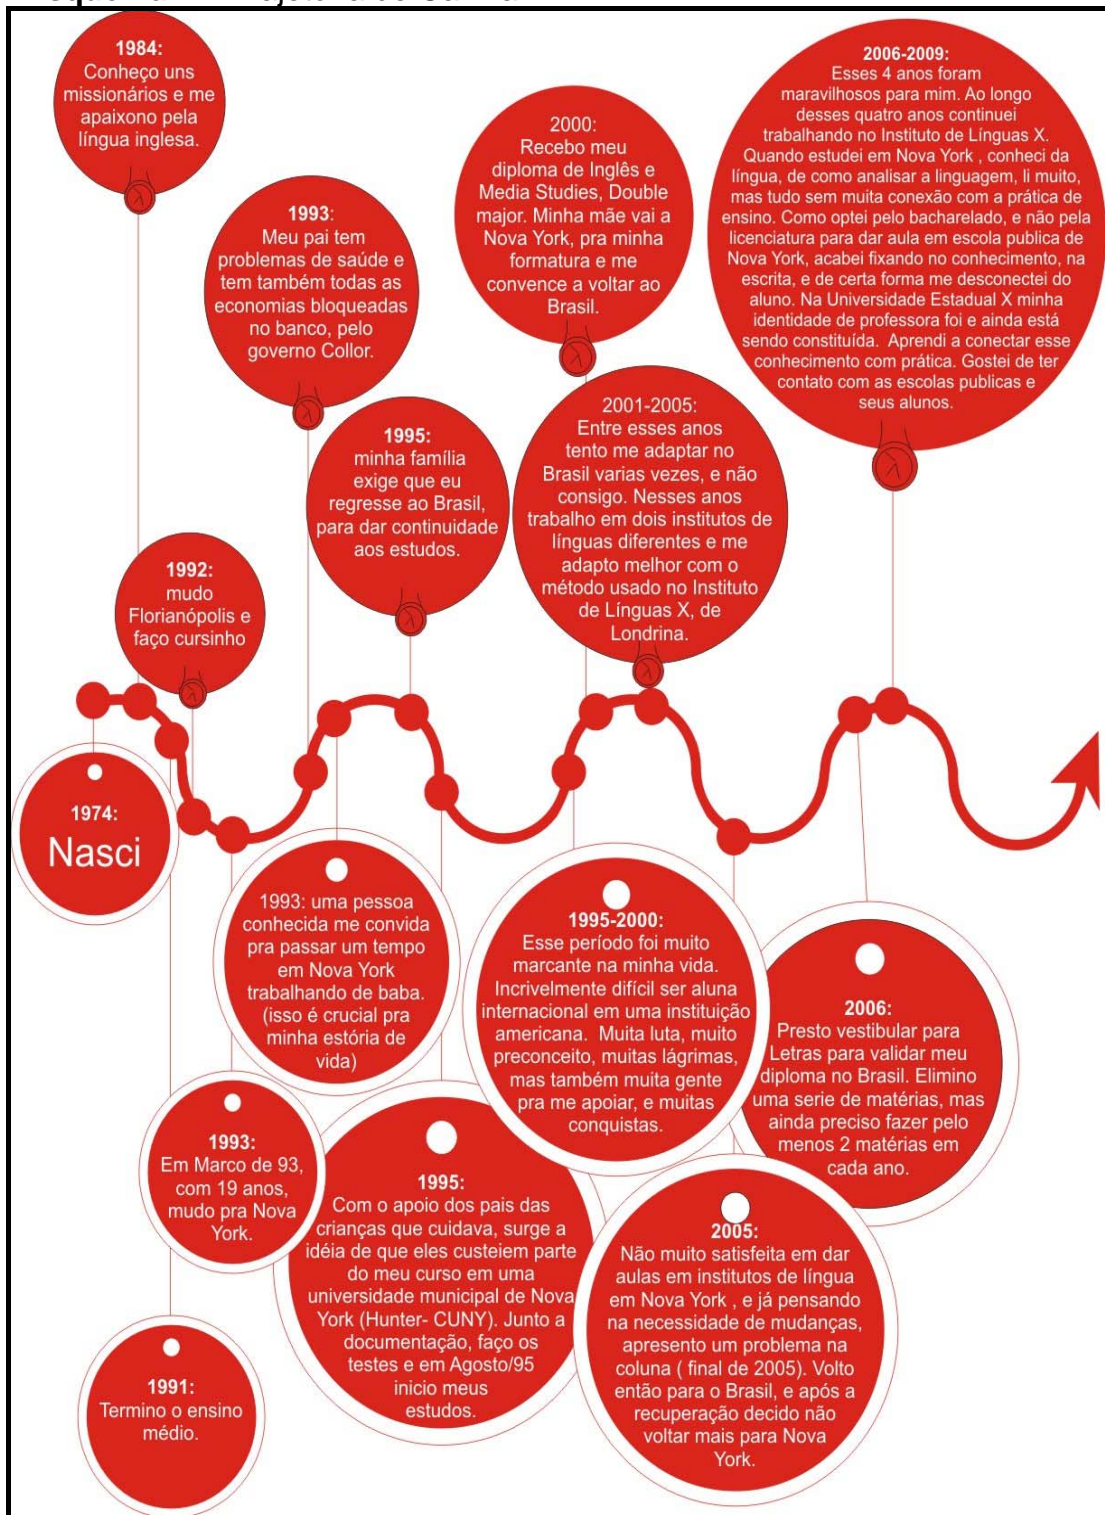 1984:
Conheço uns
missionários e me
apaixono pela
língua inglesa.
1993:
Meu pai tem
problemas de saúde e
tem também todas as
economias bloqueadas
no banco, pelo
governo Collor.
2000:
Recebo meu
diploma de Inglês e
Media Studies, Double
major. Minha mãe vai a
Nova York, pra minha
formatura e me
convence a voltar ao
Brasil.
2006-2009:
Esses 4 anos foram
maravilhosos para mim. Ao longo
desses quatro anos continuei
trabalhando no Instituto de Línguas X.
Quando estudei em Nova York , conheci da
língua, de como analisar a linguagem, li muito,
mas tudo sem muita conexão com a prática de
ensino. Como optei pelo bacharelado, e não pela
licenciatura para dar aula em escola publica de
Nova York, acabei fixando no conhecimento, na
escrita, e de certa forma me desconectei do
aluno. Na Universidade Estadual X minha
identidade de professora foi e ainda está
sendo constituída. Aprendi a conectar esse
conhecimento com prática. Gostei de ter
contato com as escolas publicas e
seus alunos.
1992:
mudo
Florianópolis e
faço cursinho
1995:
minha família
exige que eu
regresse ao Brasil,
para dar continuidade
aos estudos.
2001-2005:
Entre esses anos
tento me adaptar no
Brasil varias vezes, e não
consigo. Nesses anos
trabalho em dois institutos de
línguas diferentes e me
adapto melhor com o
método usado no Instituto
de Línguas X, de
Londrina.
1974:
Nasci
1993: uma pessoa
conhecida me convida
pra passar um tempo
em Nova York
trabalhando de baba.
(isso é crucial pra
minha estória de
vida)
1995-2000:
Esse período foi muito
marcante na minha vida.
Incrivelmente difícil ser aluna
internacional em uma instituição
americana. Muita luta, muito
preconceito, muitas lágrimas,
mas também muita gente
pra me apoiar, e muitas
conquistas.
2006:
Presto vestibular para
Letras para validar meu
diploma no Brasil. Elimino
uma serie de matérias, mas
ainda preciso fazer pelo
menos 2 matérias em
cada ano.
1993:
Em Marco de 93,
com 19 anos,
mudo pra Nova
York.
1995:
Com o apoio dos pais das
crianças que cuidava, surge a
idéia de que eles custeiem parte
do meu curso em uma
universidade municipal de Nova
York (Hunter- CUNY). Junto a
documentação, faço os
testes e em Agosto/95
inicio meus
estudos.
2005:
Não muito satisfeita em dar
aulas em institutos de língua
em Nova York , e já pensando
na necessidade de mudanças,
apresento um problema na
coluna ( final de 2005). Volto
então para o Brasil, e após a
recuperação decido não
voltar mais para Nova
York.
1991:
Termino o ensino
médio.